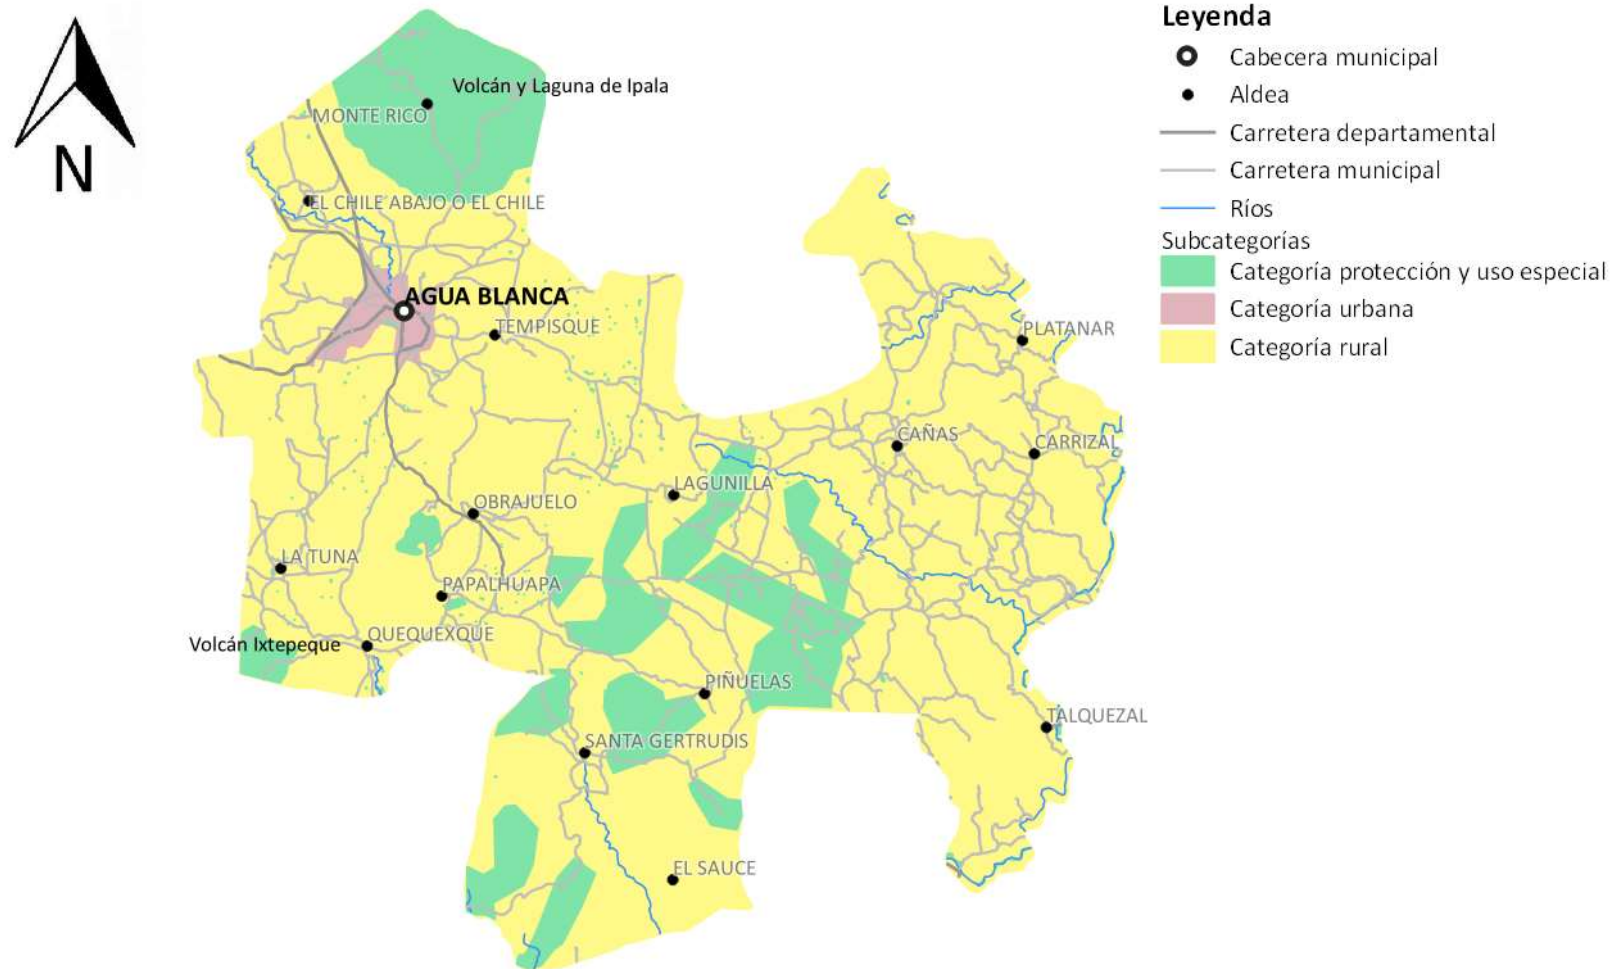 N
Volcán y Laguna de Ipala
MONTE RICO
EL CHILE ABAJO O EL CHILE
AGUA BLANCA
TEMPISQUE
PLATANAR
CAÑAS
CARRIZAL
LAGUNILLA
OBRAJUELO
LA TUNA
PAPALHUAPA
QUEQUEXQUE
Volcán Ixtepeque
PIÑUELAS
TALQUEZAL
SANTA GERTRUDIS
EL SAUCE
Leyenda
Cabecera municipal
Aldea
Carretera departamental
Carretera municipal
Ríos
Subcategorías
Categoría protección y uso especial
Categoría urbana
Categoría rural